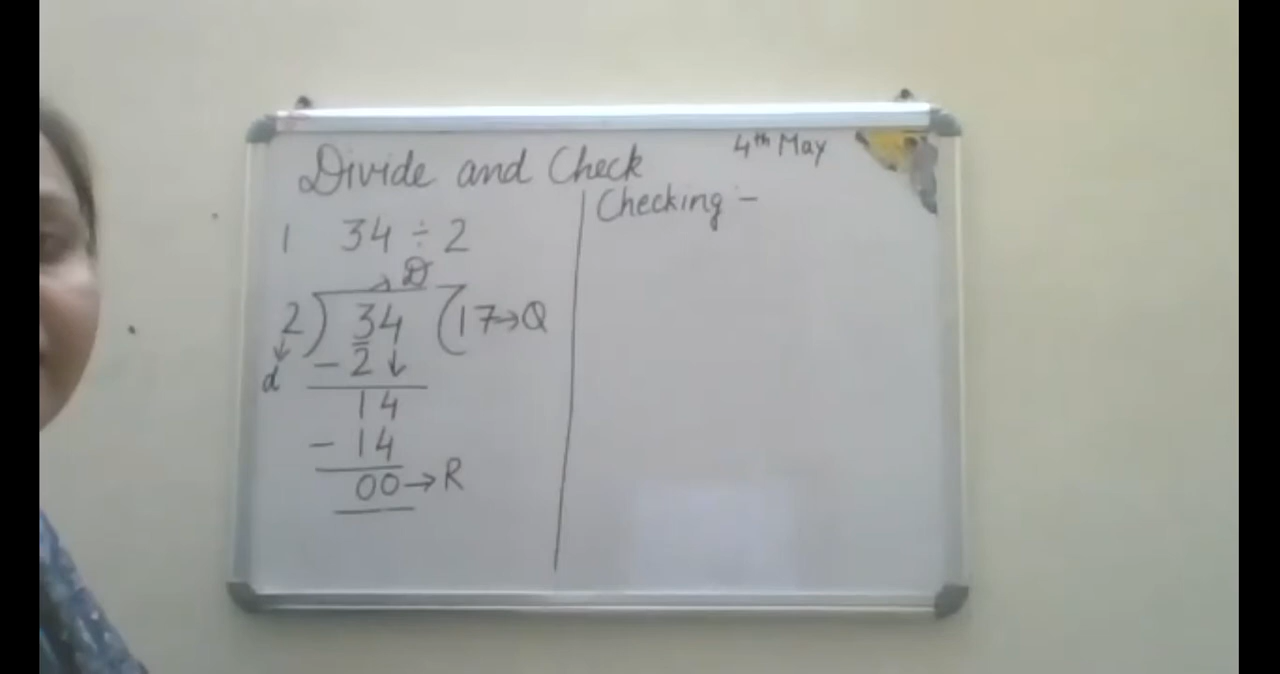 Divide and Check
4th May
1 34 ÷ 2
D
2 ) 34 ( 17→Q
d
- 2 ↓
14
- 14
00→R
Checking :-